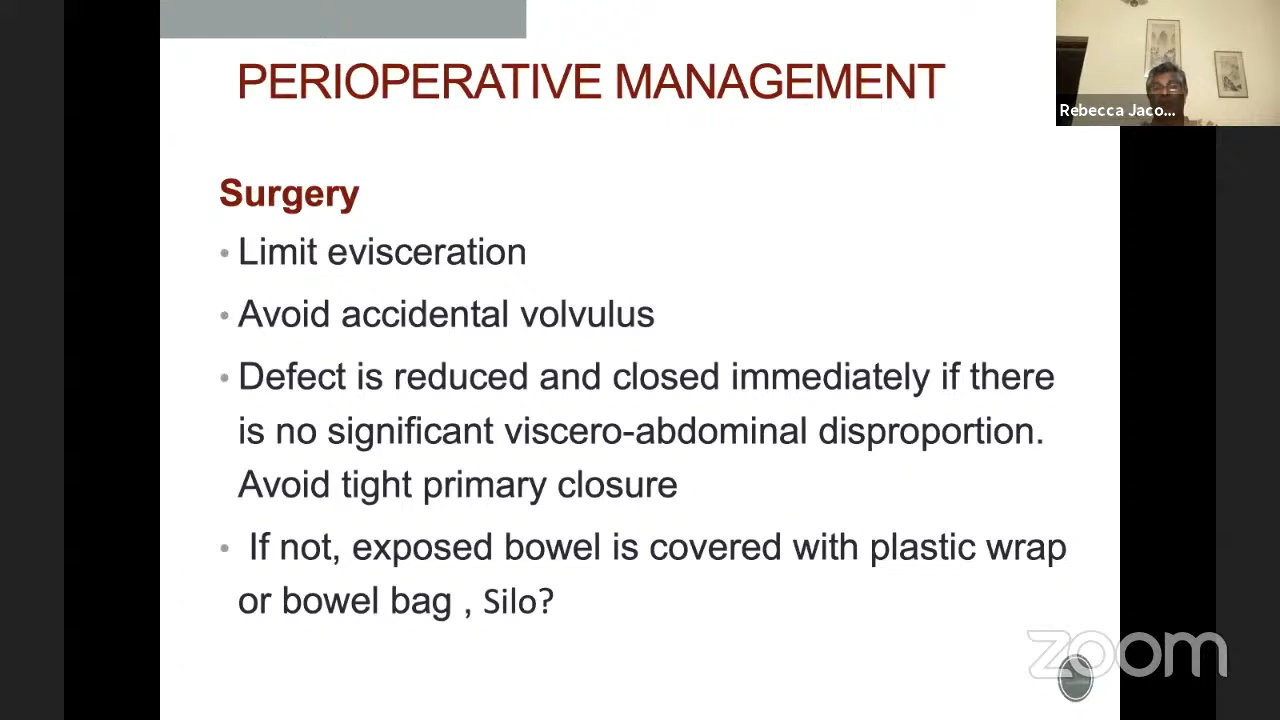 PERIOPERATIVE MANAGEMENT
Rebecca Jaco...
Surgery
• Limit evisceration
• Avoid accidental volvulus
• Defect is reduced and closed immediately if there
is no significant viscero-abdominal disproportion.
Avoid tight primary closure
• If not, exposed bowel is covered with plastic wrap
or bowel bag , Silo?
zoom